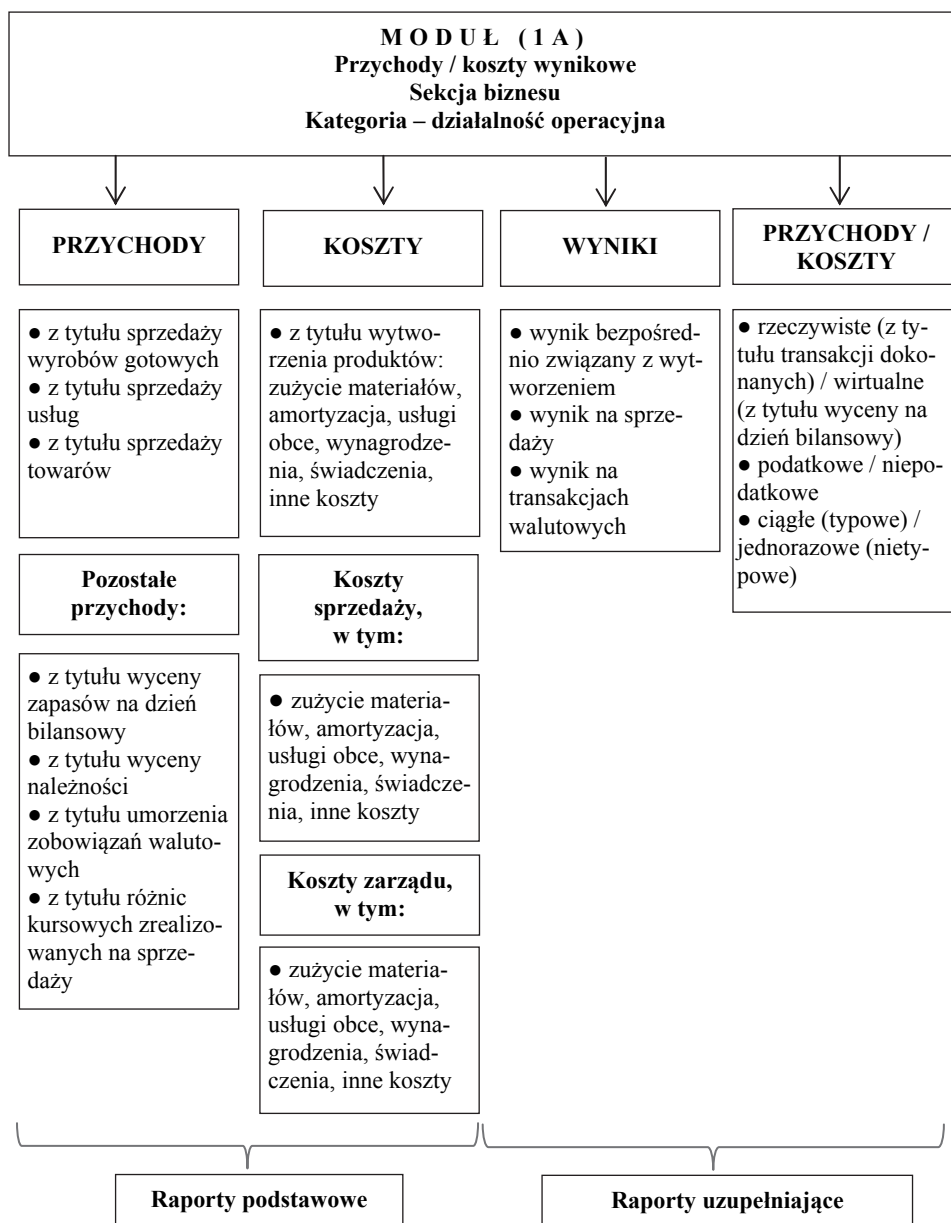 M O D U Ł ( 1 A )
Przychody / koszty wynikowe
Sekcja biznesu
Kategoria – działalność operacyjna
PRZYCHODY
● z tytułu sprzedaży
wyrobów gotowych
● z tytułu sprzedaży
usług
● z tytułu sprzedaży
towarów
Pozostałe
przychody:
● z tytułu wyceny
zapasów na dzień
bilansowy
● z tytułu wyceny
należności
● z tytułu umorzenia
zobowiązań waluto-
wych
● z tytułu różnic
kursowych zrealizo-
wanych na sprze-
daży
KOSZTY
● z tytułu wytwo-
rzenia produktów:
zużycie materiałów,
amortyzacja, usługi
obce, wynagrodze-
nia, świadczenia,
inne koszty
Koszty
sprzedaży,
w tym:
● zużycie materia-
łów, amortyzacja,
usługi obce, wyna-
grodzenia, świadcze-
nia, inne koszty
Koszty zarządu,
w tym:
● zużycie materia-
łów, amortyzacja,
usługi obce, wyna-
grodzenia, świad-
czenia, inne koszty
WYNIKI
● wynik bezpośred-
nio związany z wyt-
worzeniem
● wynik na sprze-
daży
● wynik na
transakcjach
walutowych
PRZYCHODY /
KOSZTY
● rzeczywiste (z ty-
tułu transakcji doko-
nanych) / wirtualne
(z tytułu wyceny na
dzień bilansowy)
● podatkowe / niepo-
datkowe
● ciągłe (typowe) /
jednorazowe (niety-
powe)
Raporty podstawowe
Raporty uzupełniające